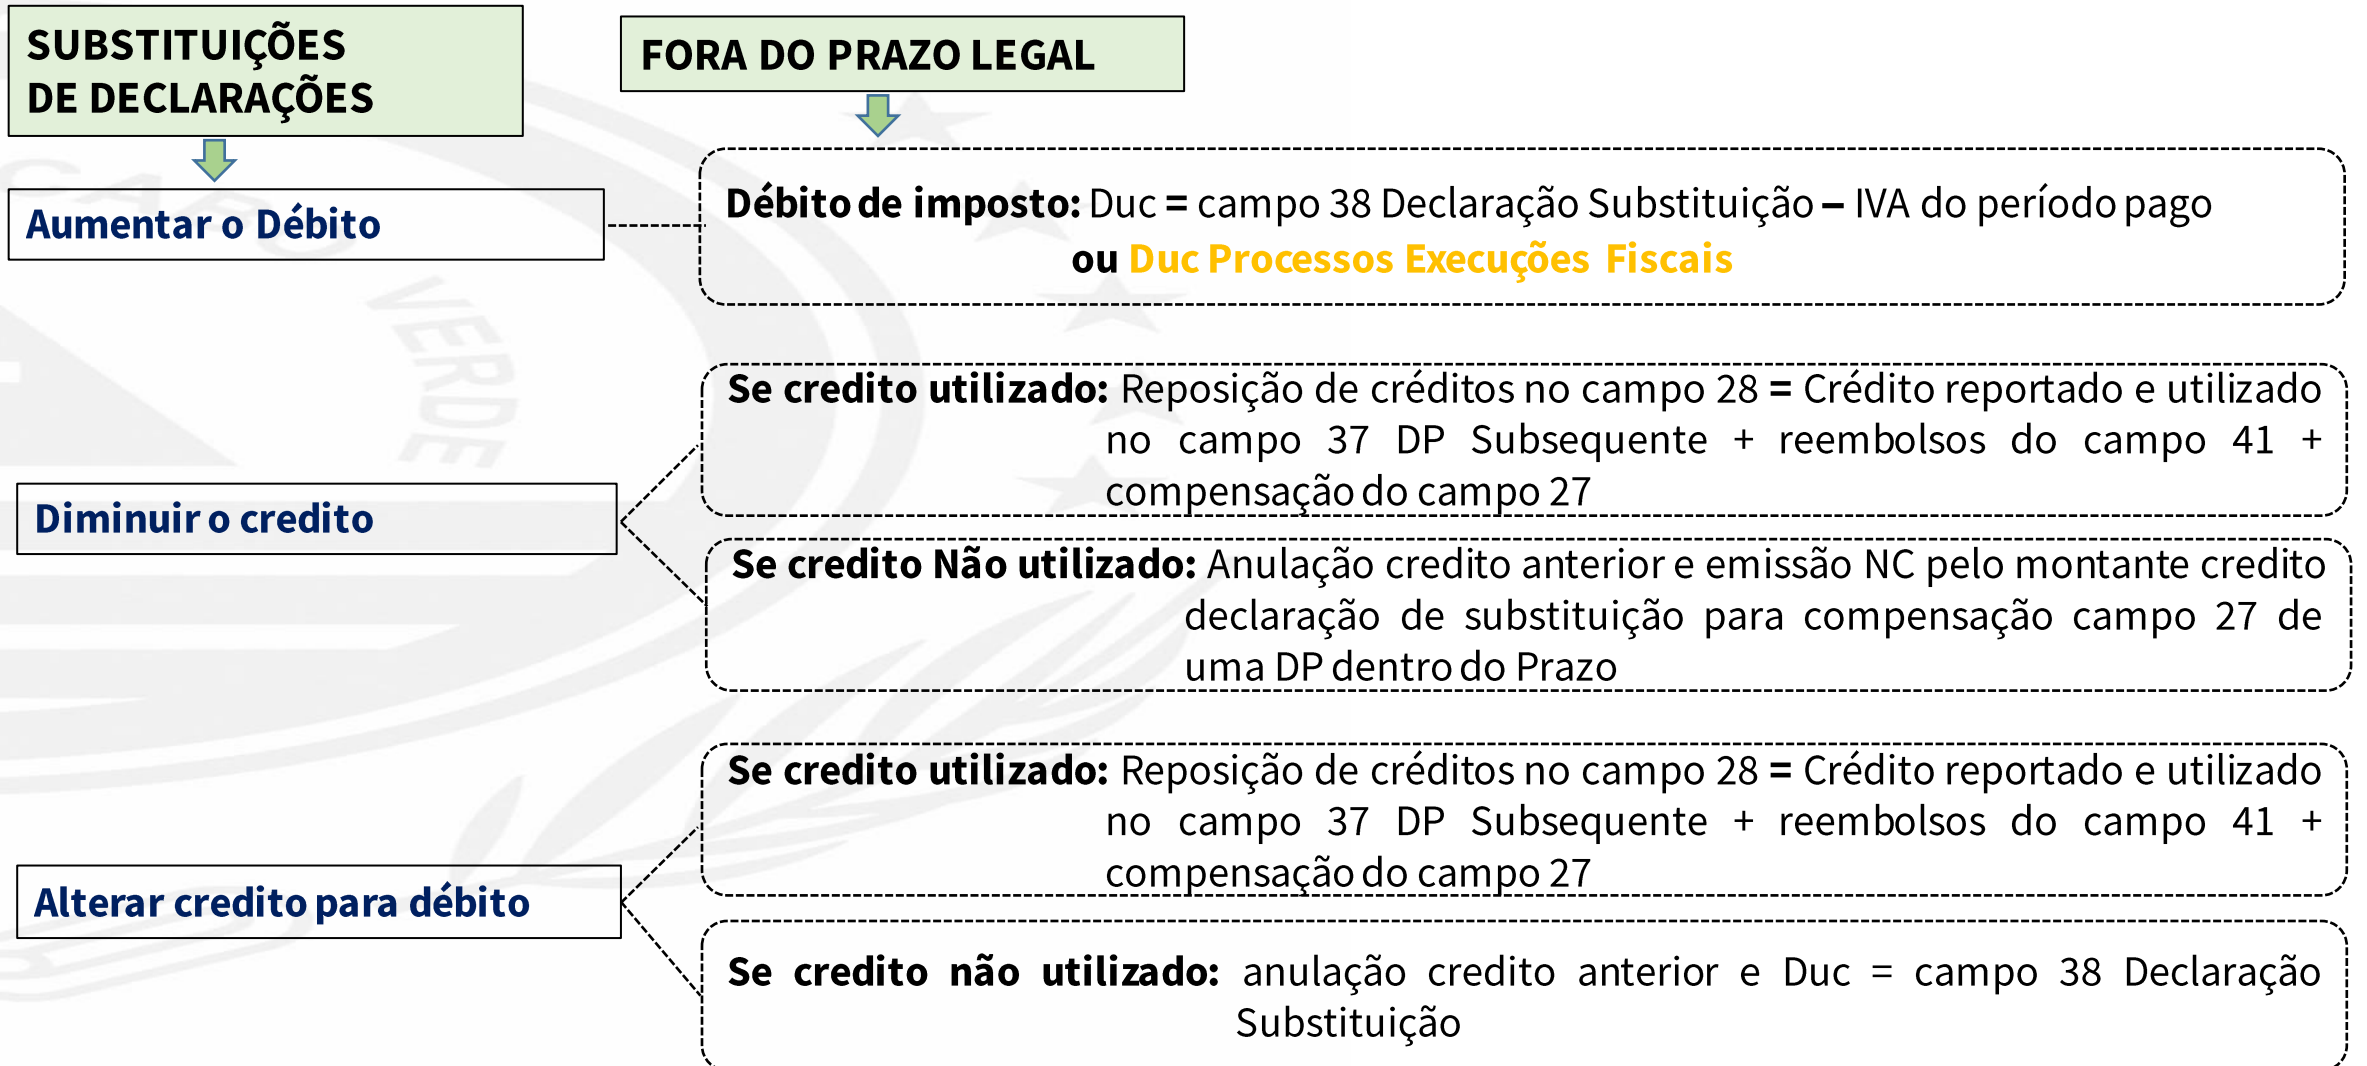 SUBSTITUIÇÕES
DE DECLARAÇÕES
FORA DO PRAZO LEGAL
Aumentar o Débito
Débito de imposto: Duc = campo 38 Declaração Substituição – IVA do período pago
ou Duc Processos Execuções Fiscais
Diminuir o credito
Se credito utilizado: Reposição de créditos no campo 28 = Crédito reportado e utilizado
no campo 37 DP Subsequente + reembolsos do campo 41 +
compensação do campo 27
Se credito Não utilizado: Anulação credito anterior e emissão NC pelo montante credito
declaração de substituição para compensação campo 27 de
uma DP dentro do Prazo
Alterar credito para débito
Se credito utilizado: Reposição de créditos no campo 28 = Crédito reportado e utilizado
no campo 37 DP Subsequente + reembolsos do campo 41 +
compensação do campo 27
Se credito não utilizado: anulação credito anterior e Duc = campo 38 Declaração
Substituição
CABO VERDE